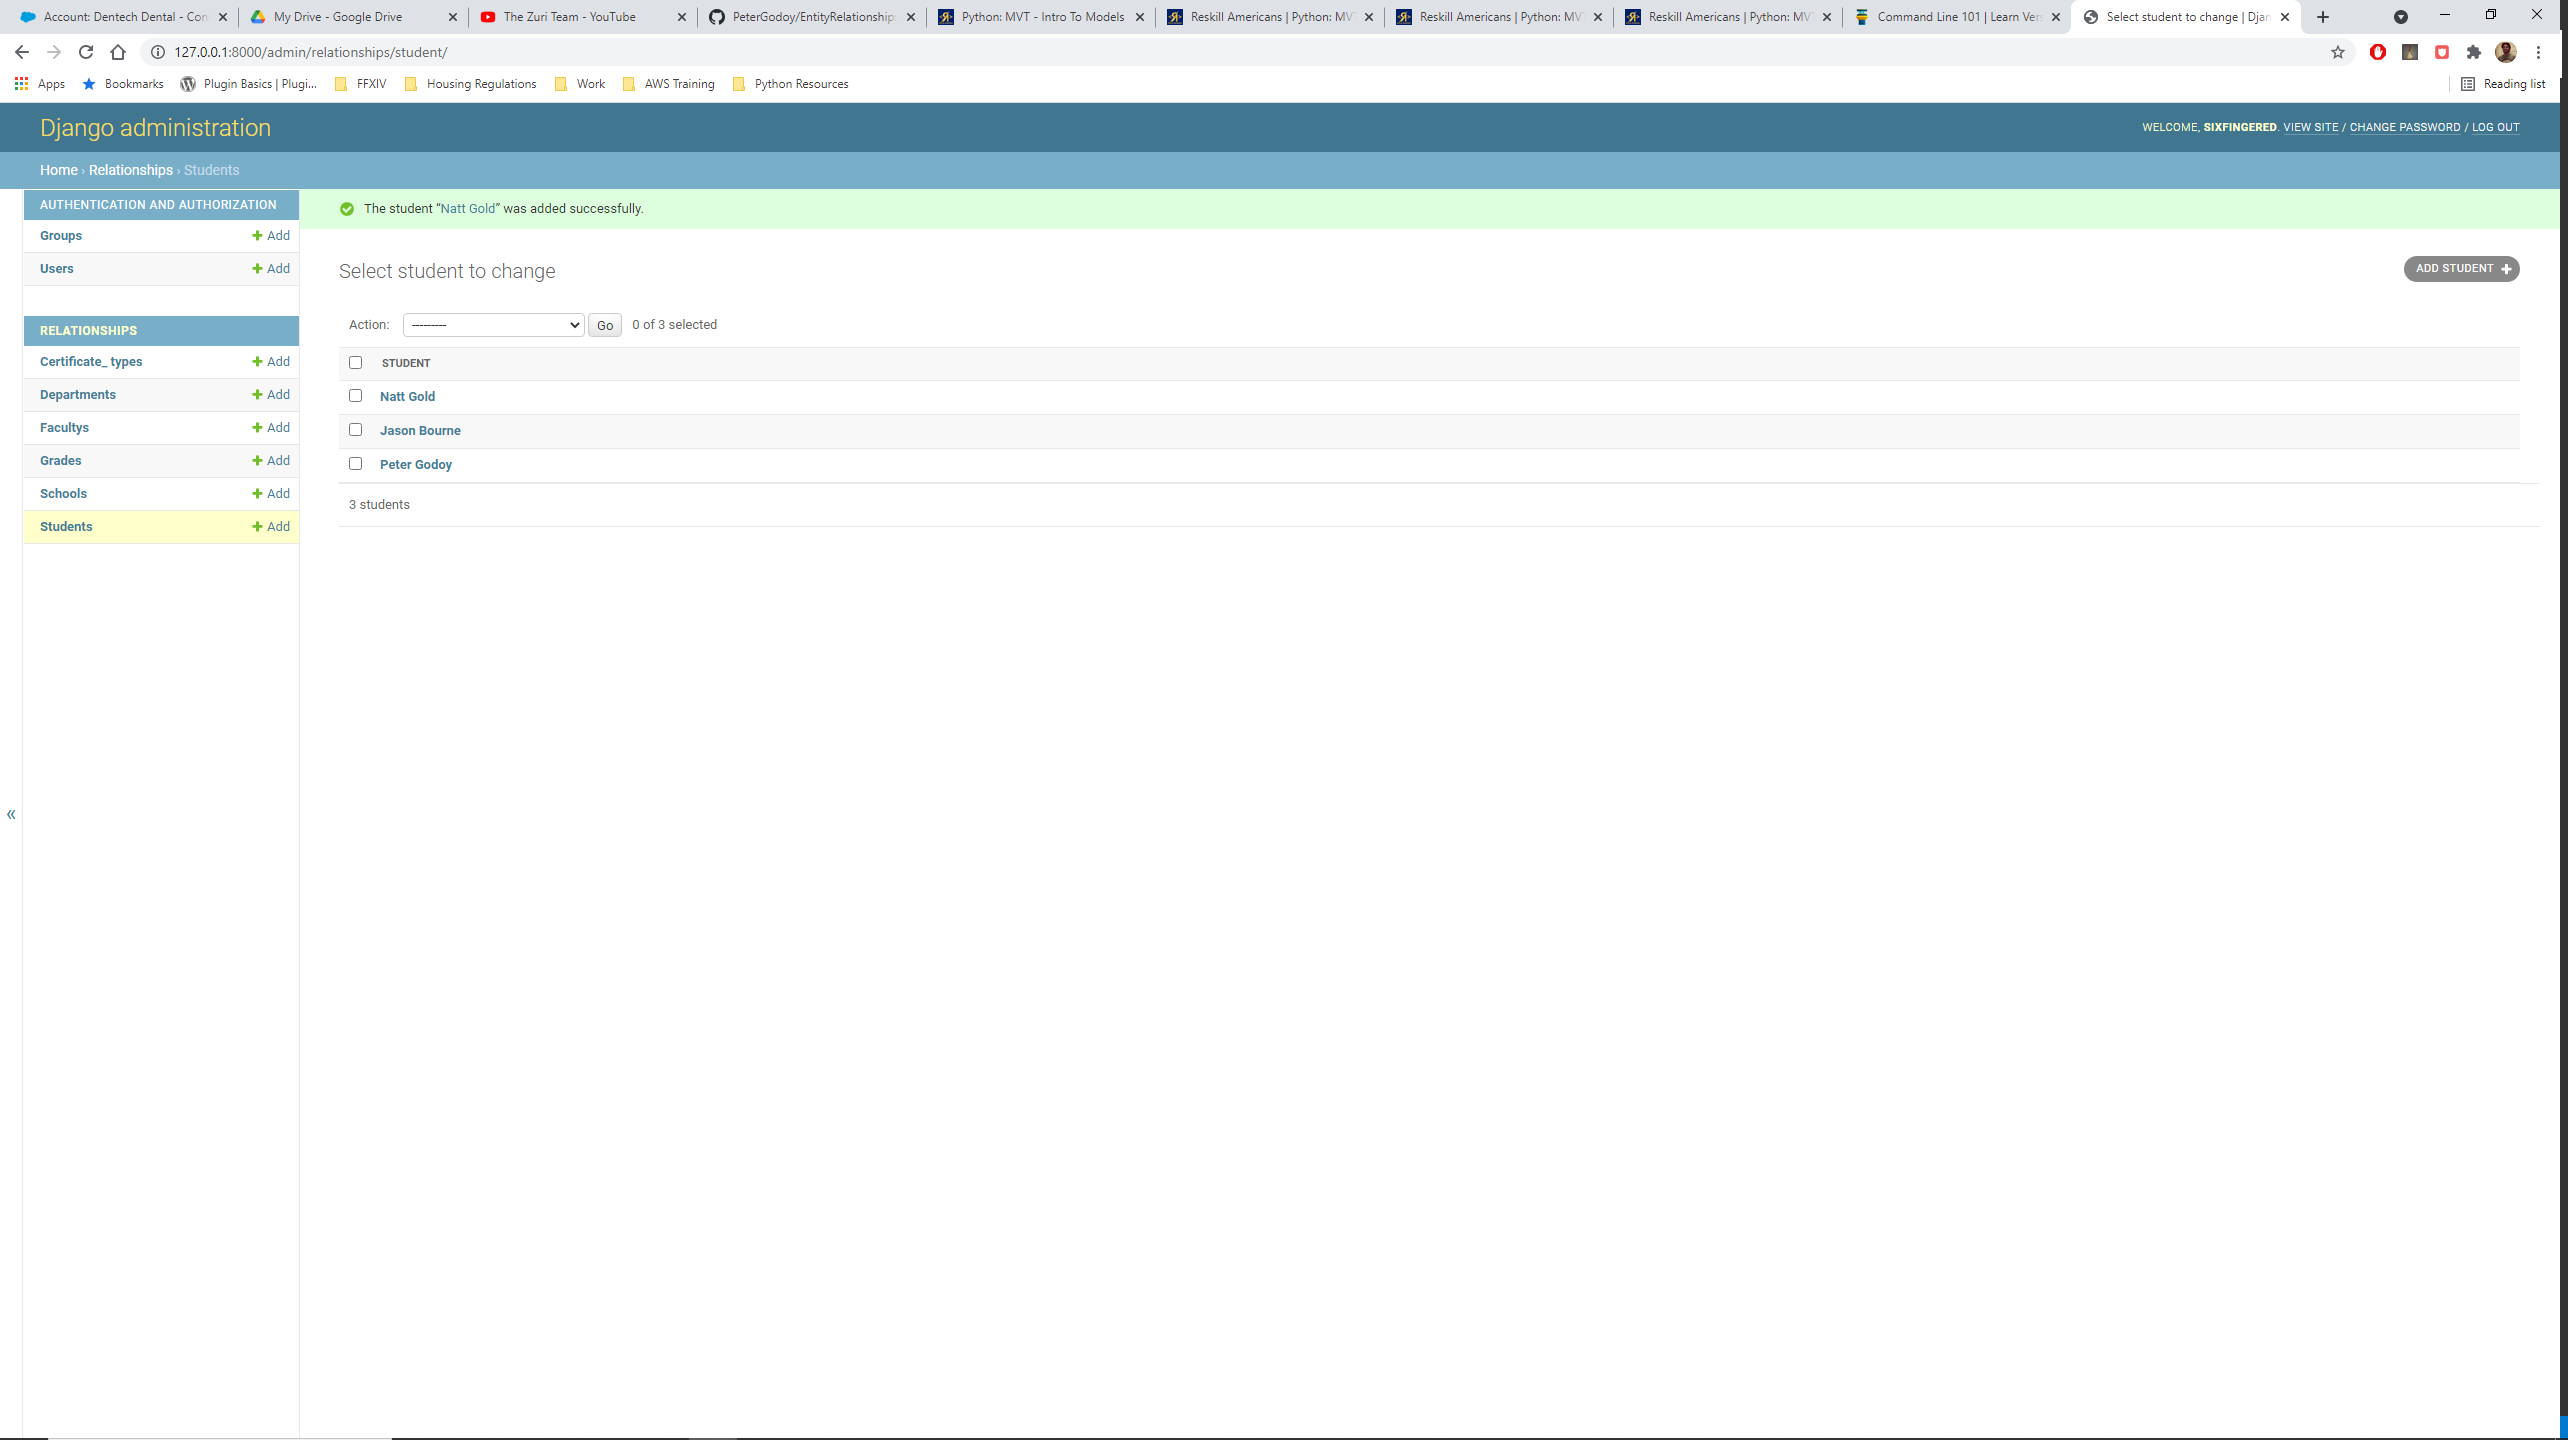 Account: Dentech Dental - Con
My Drive - Google Drive
The Zuri Team - YouTube
PeterGodoy/EntityRelationship
Python: MVT - Intro To Models
Reskill Americans | Python: MV
Reskill Americans | Python: MV
Reskill Americans | Python: MV
Command Line 101 | Learn Ver
Select student to change | Djan
127.0.0.1:8000/admin/relationships/student/
Apps
Bookmarks
Plugin Basics | Plugi...
FFXIV
Housing Regulations
Work
AWS Training
Python Resources
Reading list
Django administration
WELCOME, SIXFINGERED. VIEW SITE / CHANGE PASSWORD / LOG OUT
Home › Relationships › Students
AUTHENTICATION AND AUTHORIZATION
Groups + Add
Users + Add
RELATIONSHIPS
Certificate_ types + Add
Departments + Add
Facultys + Add
Grades + Add
Schools + Add
Students + Add
«
The student “Natt Gold” was added successfully.
Select student to change
ADD STUDENT +
Action: --------- Go 0 of 3 selected
STUDENT
Natt Gold
Jason Bourne
Peter Godoy
3 students